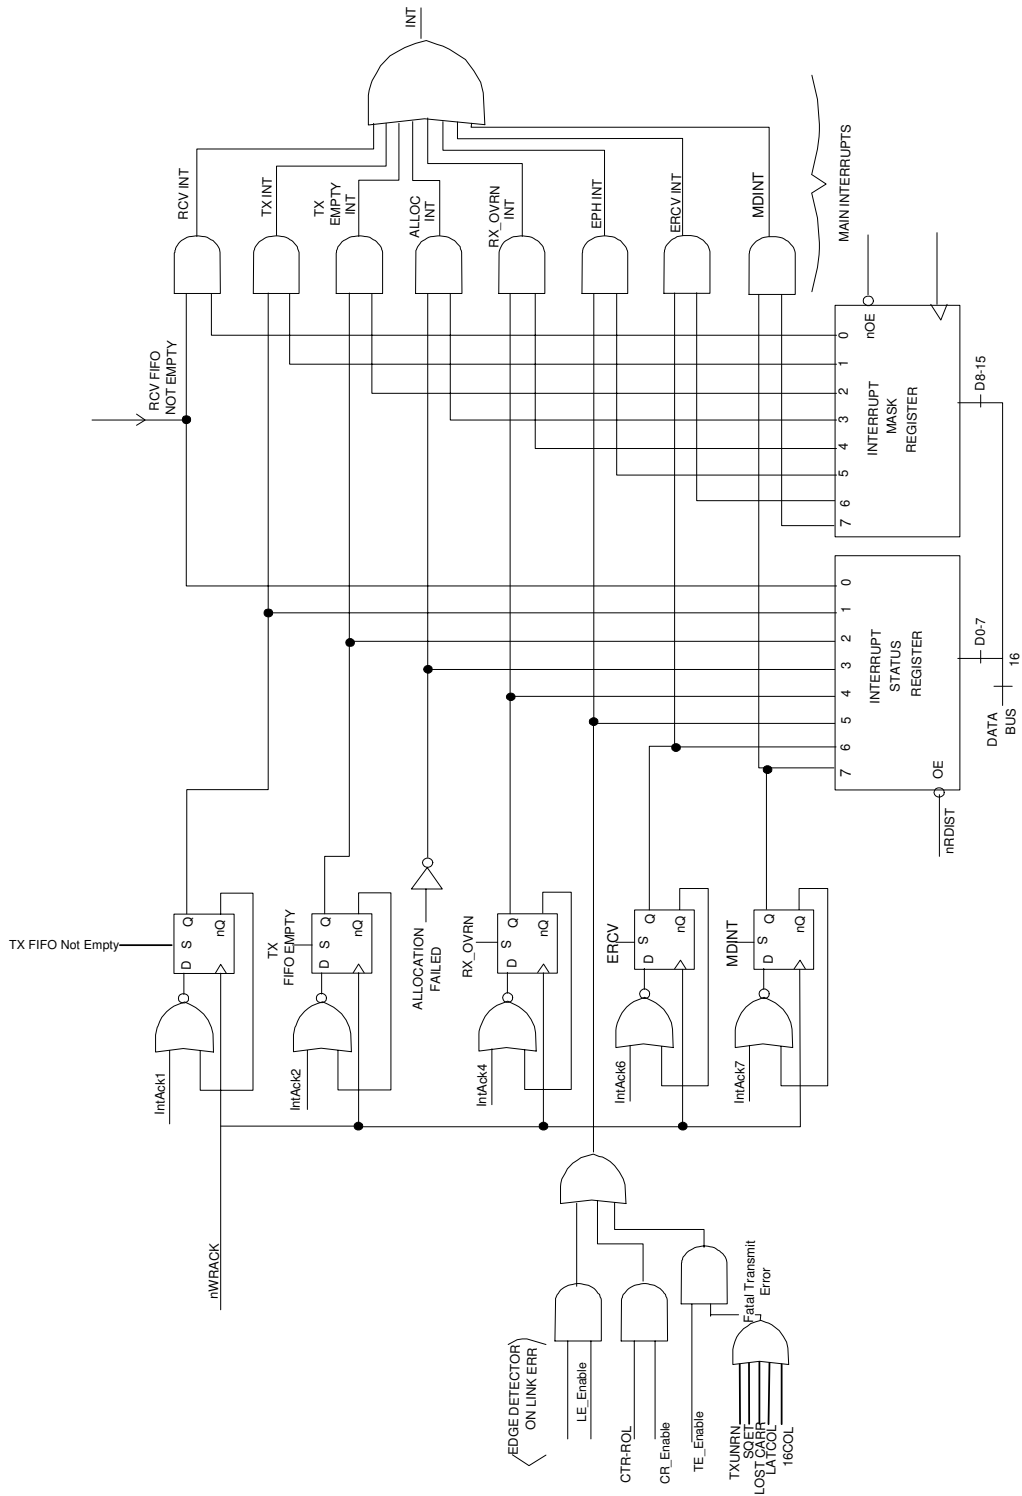 INT
RCV INT
TX INT
TX
EMPTY
INT
ALLOC
INT
RX_OVRN
INT
EPH INT
ERCV INT
MDINT
MAIN INTERRUPTS
RCV FIFO
NOT EMPTY
nOE
0
1
2
3
4
5
6
7
INTERRUPT
MASK
REGISTER
D8-15
0
1
2
3
4
5
6
7
INTERRUPT
STATUS
REGISTER
OE
D0-7
16
DATA
BUS
nRDIST
TX FIFO Not Empty
D S Q
nQ
IntAck1
TX
FIFO EMPTY
D S Q
nQ
IntAck2
ALLOCATION
FAILED
RX_OVRN
D S Q
nQ
IntAck4
ERCV
D S Q
nQ
IntAck6
MDINT
D S Q
nQ
IntAck7
nWRACK
EDGE DETECTOR
ON LINK ERR
LE_Enable
CTR-ROL
CR_Enable
TE_Enable
Fatal Transmit
Error
TXUNRN
SQET
LOST CARR
LATCOL
16COL